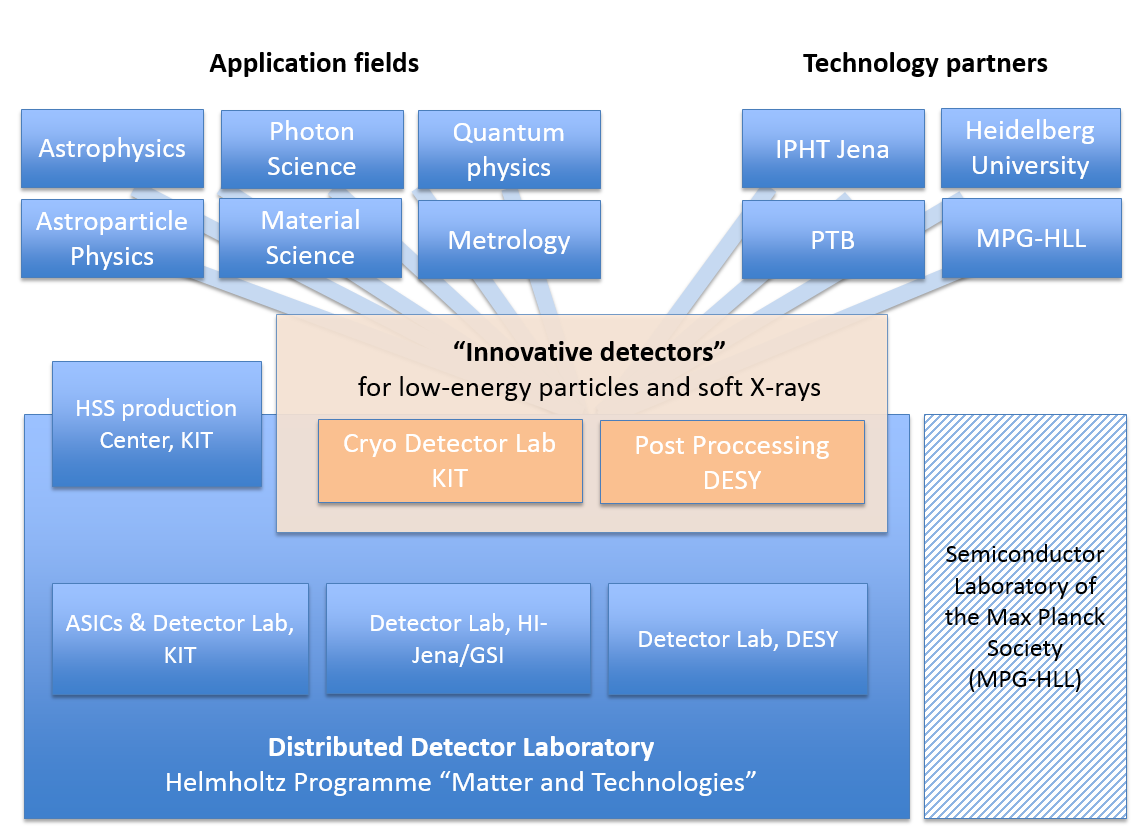 Application fields
Technology partners
Astrophysics
Photon
Science
Quantum
physics
IPHT Jena
Heidelberg
University
Astroparticle
Physics
Material
Science
Metrology
PTB
MPG-HLL
“Innovative detectors”
for low-energy particles and soft X-rays
HSS production
Center, KIT
Cryo Detector Lab
KIT
Post Proccessing
DESY
ASICs & Detector Lab,
KIT
Detector Lab, HI-
Jena/GSI
Detector Lab, DESY
Distributed Detector Laboratory
Helmholtz Programme “Matter and Technologies”
Semiconductor
Laboratory of
the Max Planck
Society
(MPG-HLL)